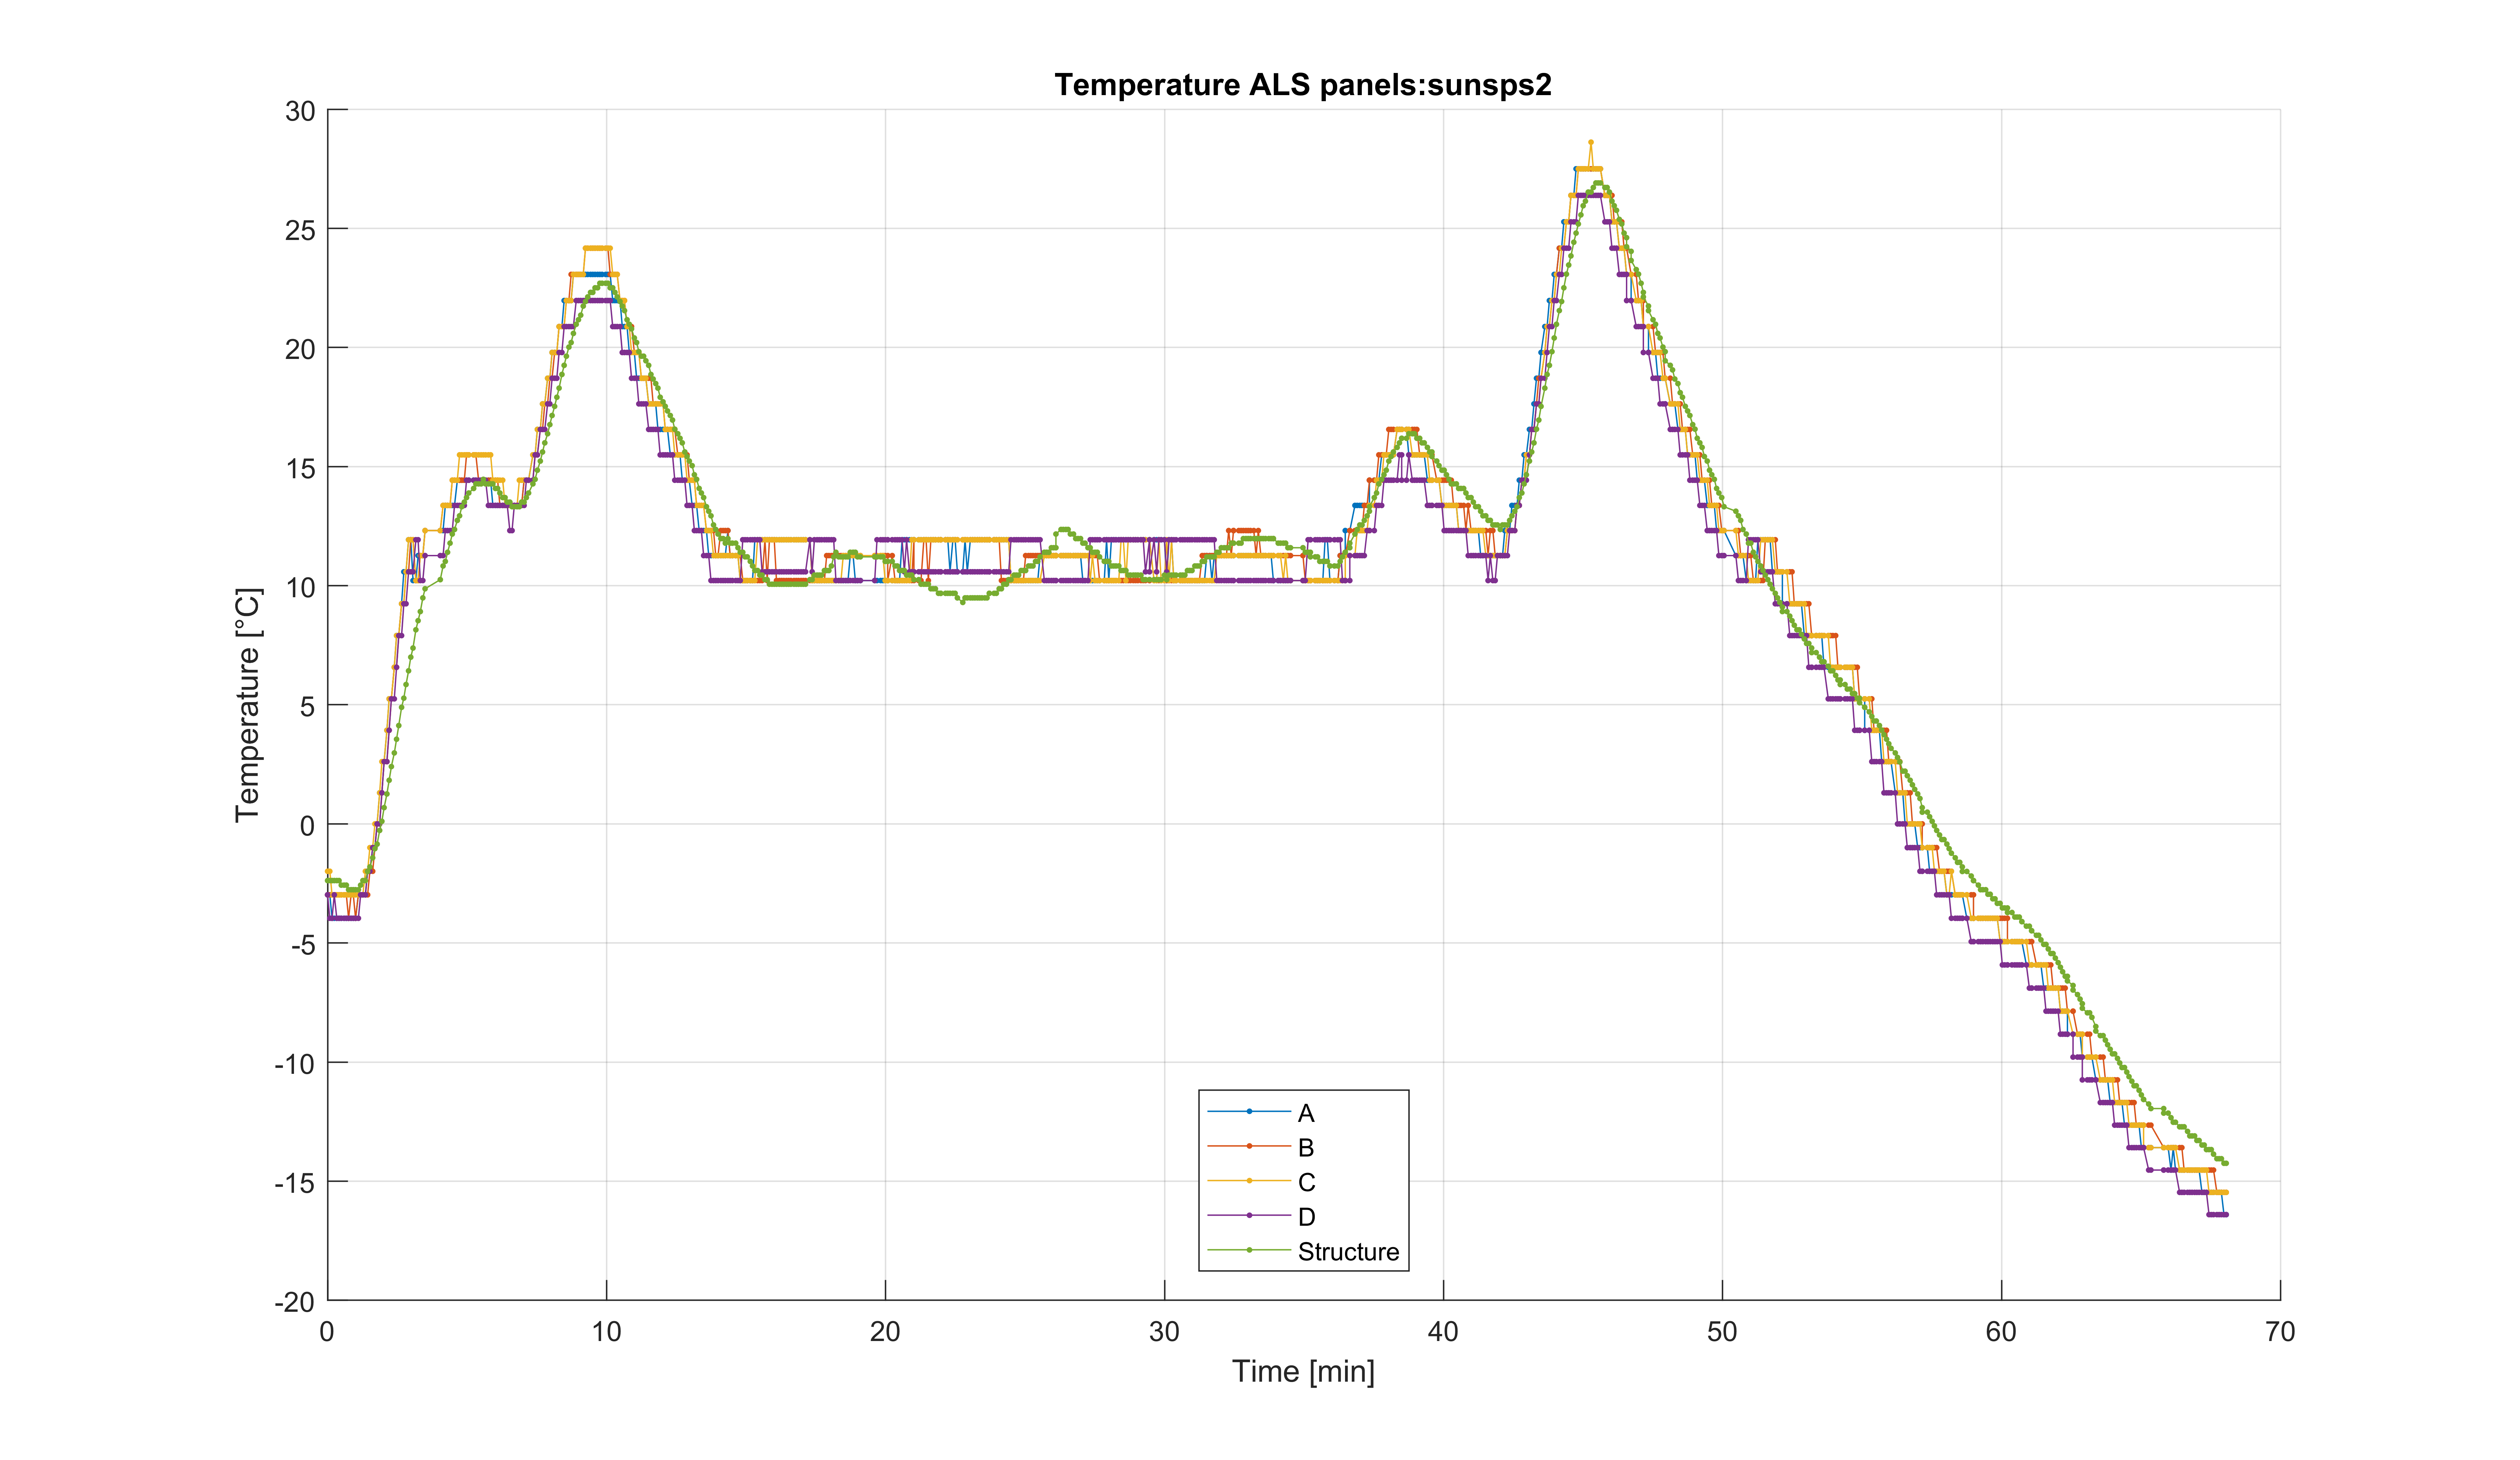 Temperature ALS panels:sunsps2
30
25
20
15
10
5
0
-5
-10
-15
-20
Temperature [°C]
0 10 20 30 40 50 60 70
Time [min]
A
B
C
D
Structure